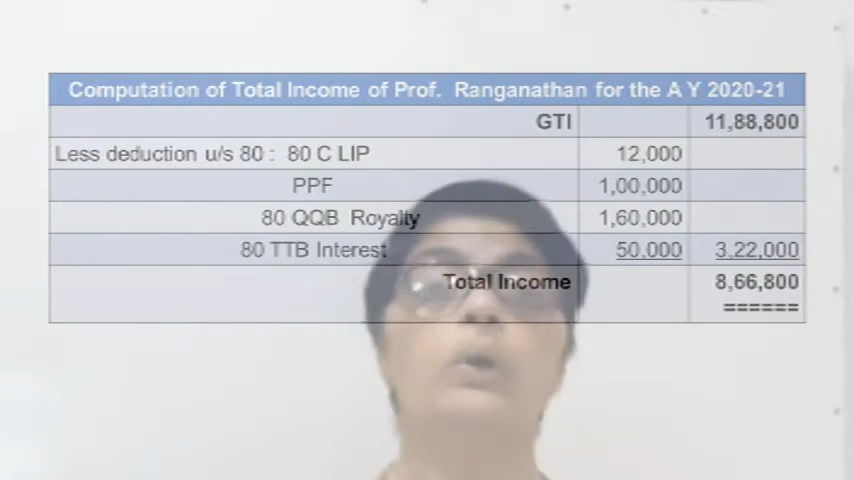 Computation of Total Income of Prof. Ranganathan for the A Y 2020-21
GTI 11,88,800
Less deduction u/s 80 : 80 C LIP 12,000
PPF 1,00,000
80 QQB Royalty 1,60,000
80 TTB Interest 50,000 3,22,000
Total Income 8,66,800
======